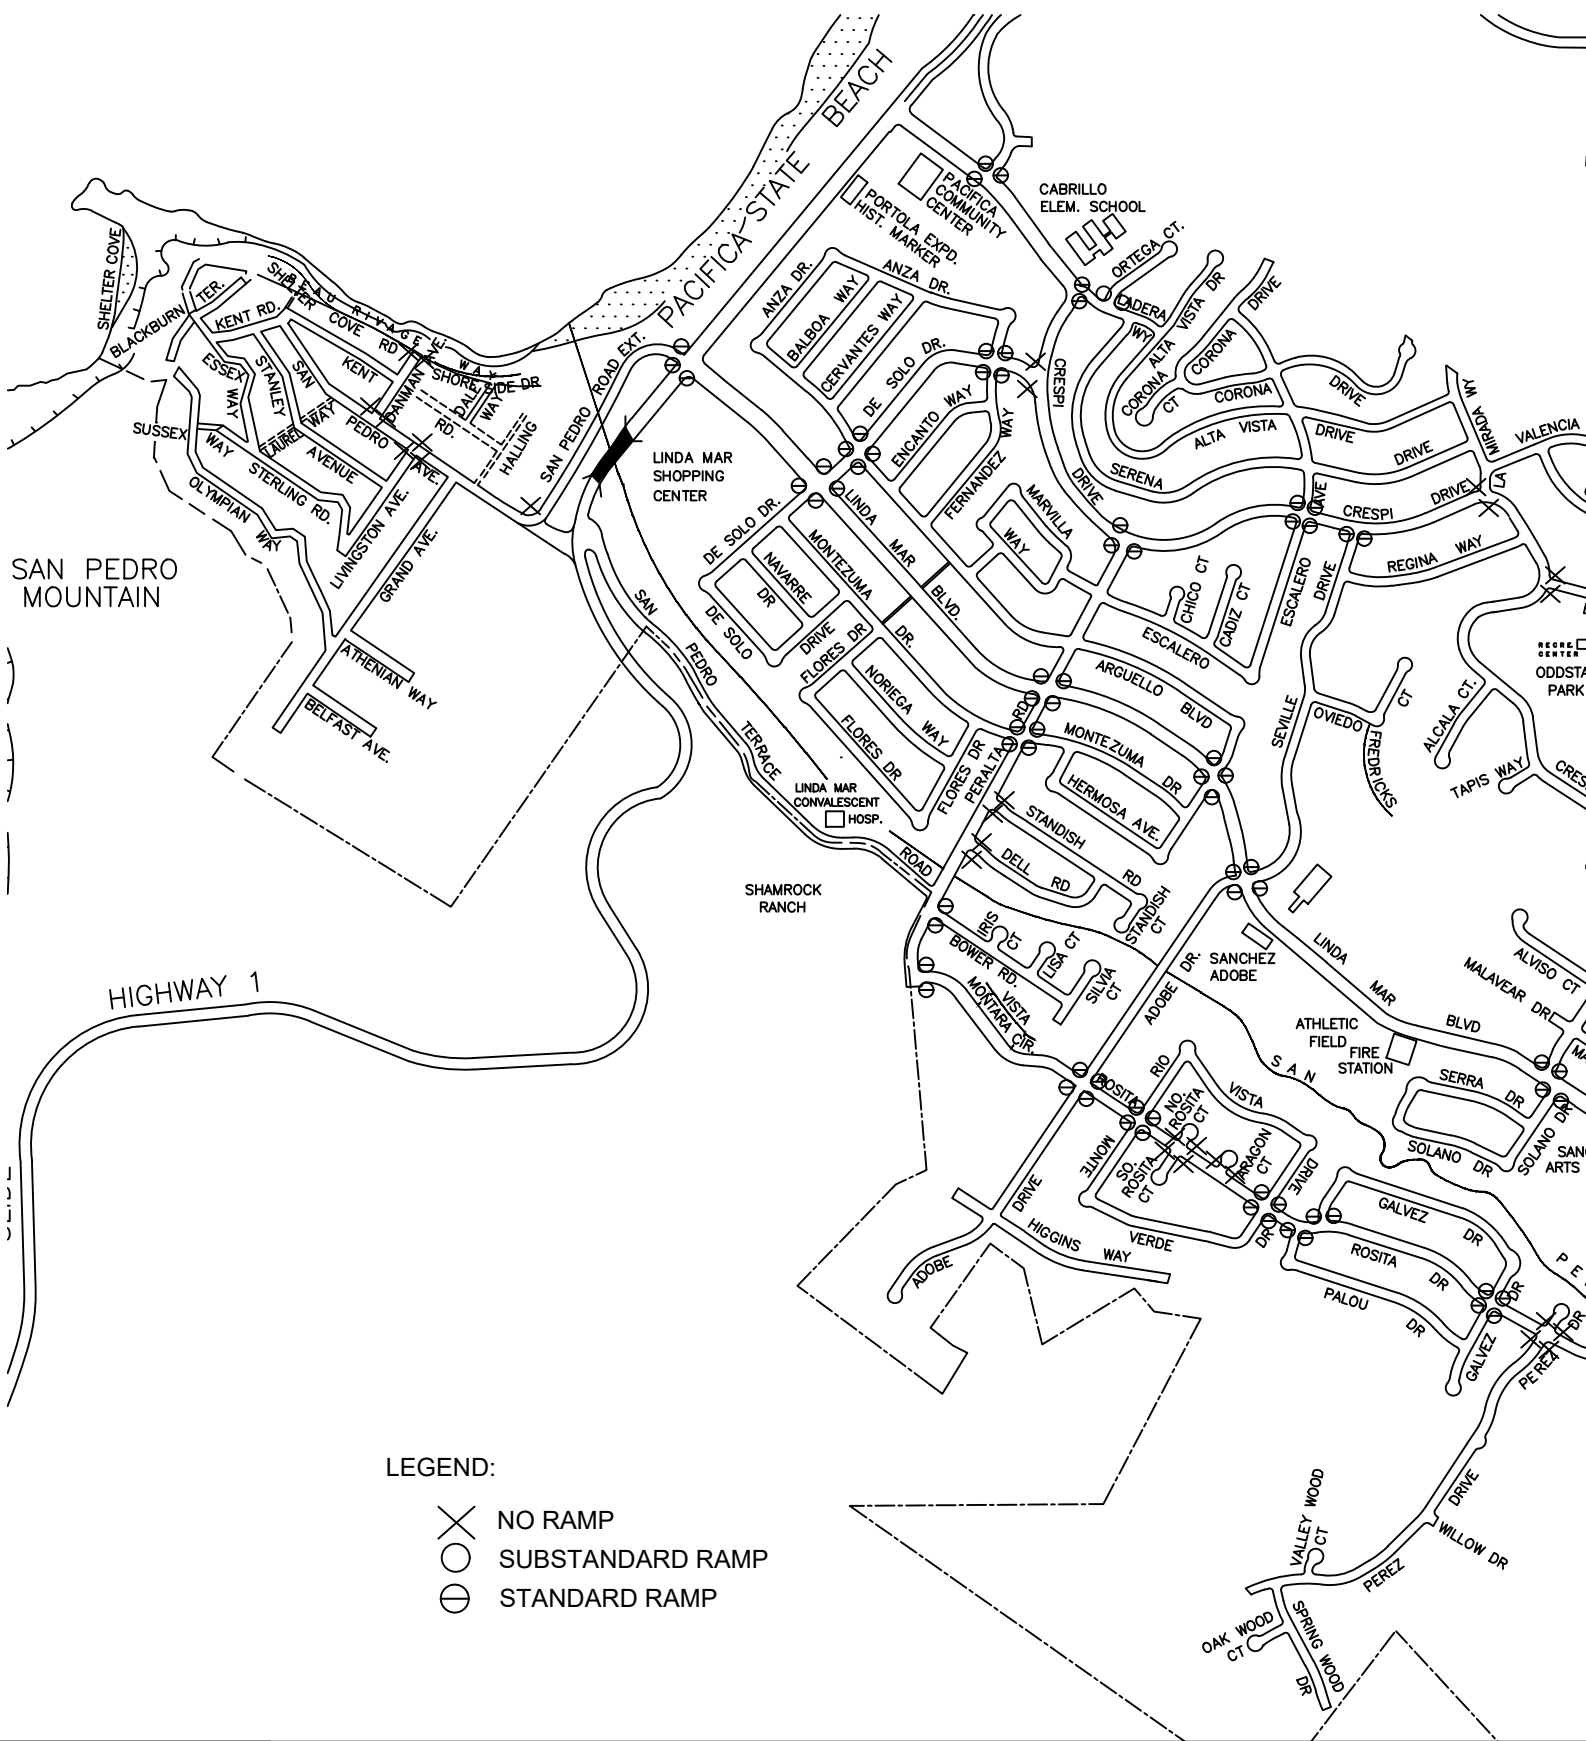 PACIFICA STATE BEACH
PACIFICA
COMMUNITY
CENTER
PORTOLA EXPD.
HIST. MARKER
CABRILLO
ELEM. SCHOOL
ORTEGA CT.
LADERA
WY
ALTA VISTA DR
CORONA DRIVE
CORONA
CT
CORONA
DRIVE
ALTA VISTA
DRIVE
SERENA
DRIVE
MIRADA WY
LA
VALENCIA
CRESPI
DRIVE
AVE
CRESPI
DRIVE
REGINA WAY
SHELTER COVE
BLACKBURN TER.
BEAU RIVAGE
WAY
SHELTER
COVE RD
KENT RD.
KENT
ESSEX
WAY
STANLEY
SAN
PEDRO
AVE.
LAUREL WAY
AVENUE
DANMANN AVE.
SHORE SIDE DR
DALE
WAY
RD.
HALLING
SUSSEX
WAY
STERLING RD.
OLYMPIAN
WAY
LIVINGSTON AVE.
GRAND AVE.
ATHENIAN WAY
BELFAST AVE.
SAN PEDRO ROAD EXT.
SAN PEDRO
MOUNTAIN
LINDA MAR
SHOPPING
CENTER
ANZA DR.
ANZA DR.
BALBOA WAY
CERVANTES WAY
DE SOLO DR.
ENCANTO WAY
FERNANDEZ
WAY
MARVILLA
WAY
DE SOLO DR.
LINDA
MAR
BLVD.
NAVARRE
DR
MONTEZUMA
DR.
DE SOLO
DRIVE
FLORES DR
NORIEGA WAY
FLORES DR
FLORES DR
PERALTA
RD
CHICO CT
CADIZ CT
ESCALERO
ESCALERO
DRIVE
ARGUELLO
BLVD
SEVILLE
OVIEDO
CT
FREDRICKS
ALCALA CT.
TAPIS WAY
RECRE.
CENTER
PARK
MONTEZUMA
DR
HERMOSA AVE.
SAN
PEDRO
TERRACE
ROAD
LINDA MAR
CONVALESCENT
HOSP.
STANDISH
RD
DELL RD
STANDISH
CT
SHAMROCK
RANCH
IRIS
CT
LISA CT
SILVIA
CT
BOWER RD.
VISTA
MONTARA CIR.
ADOBE DR.
SANCHEZ
ADOBE
LINDA
MAR
BLVD
ALVISO CT
MALAVEAR DR
ATHLETIC
FIELD
FIRE
STATION
SERRA
DR
SOLANO DR
SOLANO DR
ARTS
HIGHWAY 1
SAN
ROSITA
RIO
VISTA
NO.
ROSITA
CT
SO.
ROSITA
CT
ARAGON
CT
MONTE
DRIVE
VERDE
DR
GALVEZ
DR
DR
ROSITA
DR
PALOU
DR
GALVEZ
DRIVE
ADOBE
HIGGINS WAY
PEREZ
DR
DRIVE
WILLOW DR
PEREZ
VALLEY WOOD
CT
OAK WOOD
CT
SPRING WOOD
DR
LEGEND:
NO RAMP
SUBSTANDARD RAMP
STANDARD RAMP